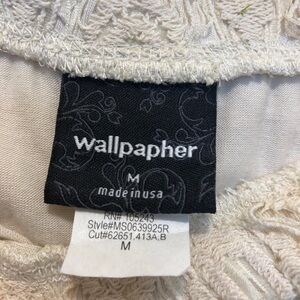 wallpapher
M
made in usa
RN# 105243
Style#MS0639925R
Cut#62651,413A,B
M